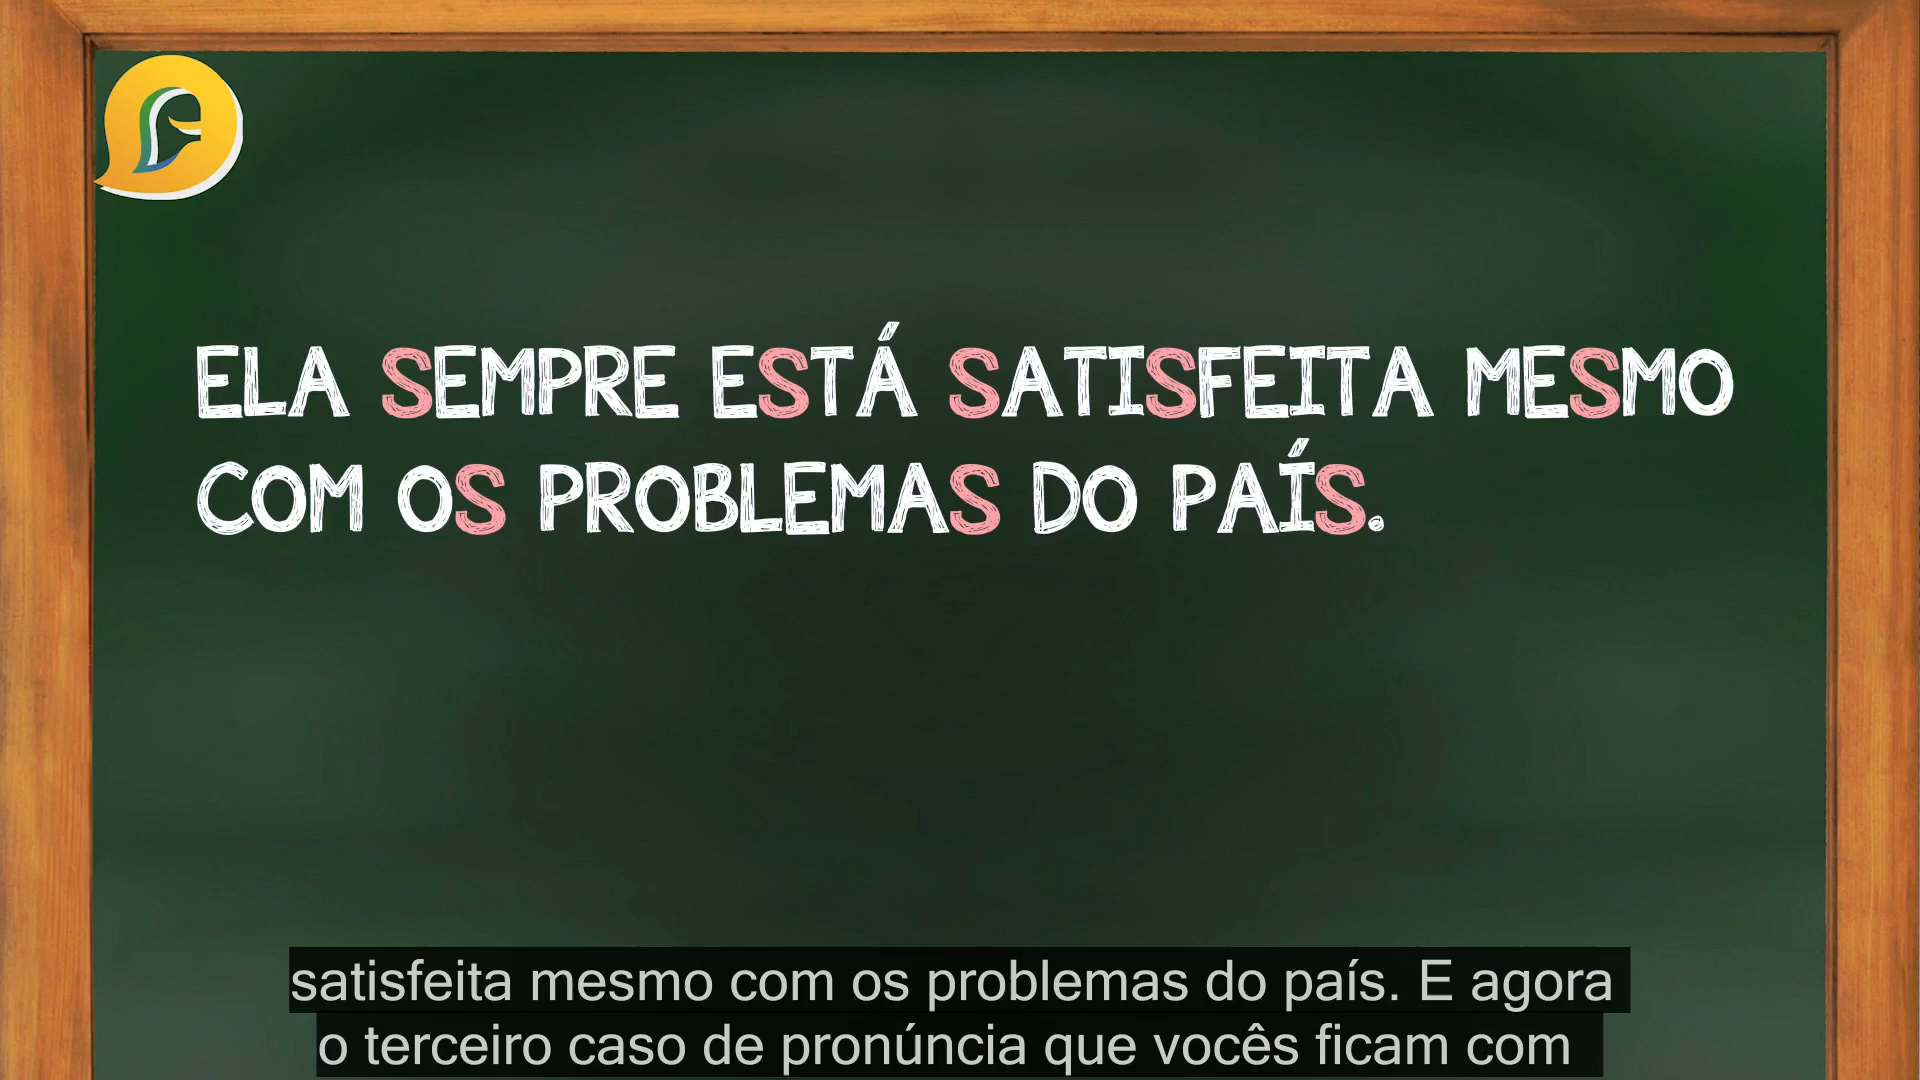 ELA SEMPRE ESTÁ SATISFEITA MESMO
COM OS PROBLEMAS DO PAÍS.
satisfeita mesmo com os problemas do país. E agora
o terceiro caso de pronúncia que vocês ficam com